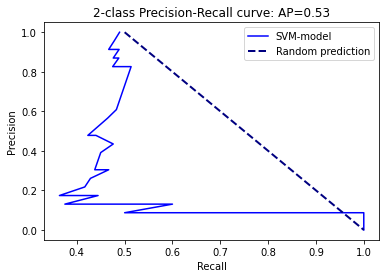 2-class Precision-Recall curve: AP=0.53
SVM-model
Random prediction
Precision
1.0
0.8
0.6
0.4
0.2
0.0
0.4 0.5 0.6 0.7 0.8 0.9 1.0
Recall